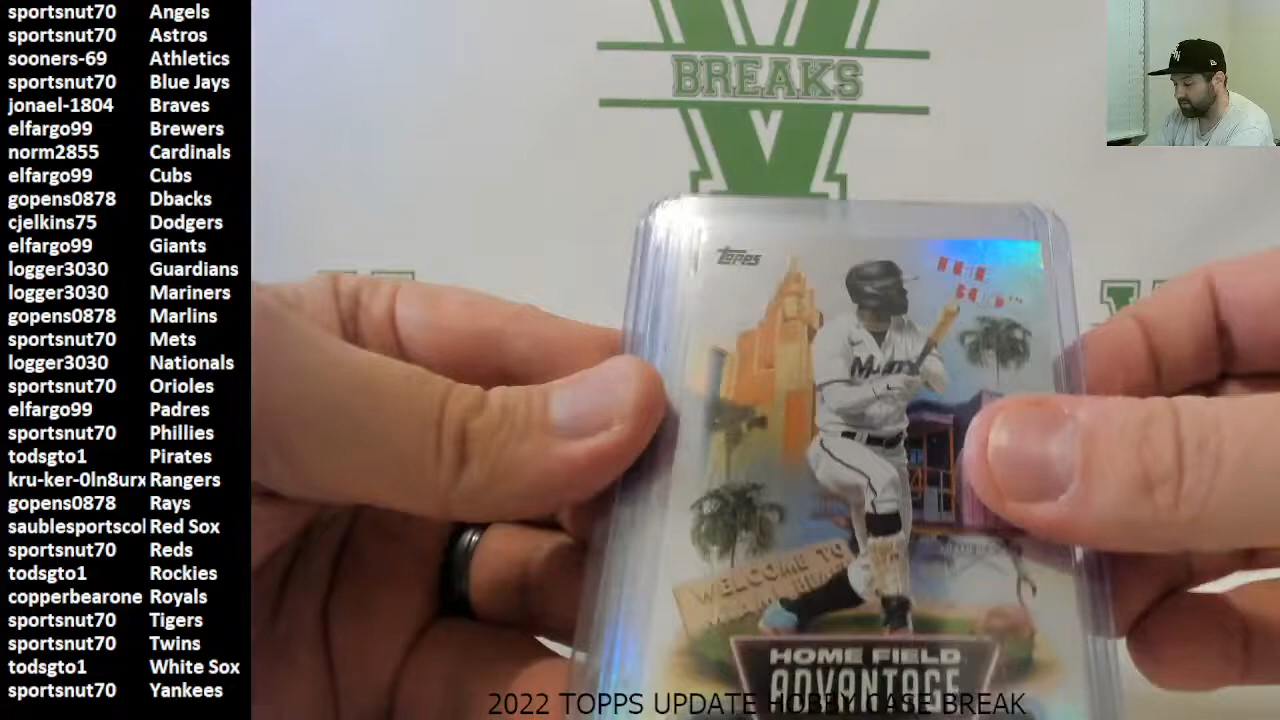 sportsnut70 Angels
sportsnut70 Astros
sooners-69 Athletics
sportsnut70 Blue Jays
jonael-1804 Braves
elfargo99 Brewers
norm2855 Cardinals
elfargo99 Cubs
gopens0878 Dbacks
cjelkins75 Dodgers
elfargo99 Giants
logger3030 Guardians
logger3030 Mariners
gopens0878 Marlins
sportsnut70 Mets
logger3030 Nationals
sportsnut70 Orioles
elfargo99 Padres
sportsnut70 Phillies
todsgto1 Pirates
kru-ker-0ln8urx Rangers
gopens0878 Rays
saublesportscol Red Sox
sportsnut70 Reds
todsgto1 Rockies
copperbearone Royals
sportsnut70 Tigers
sportsnut70 Twins
todsgto1 White Sox
sportsnut70 Yankees
V
BREAKS
Topps
WELCOME TO
HOME FIELD
ADVANTAGE
2022 TOPPS UPDATE HOBBY CASE BREAK